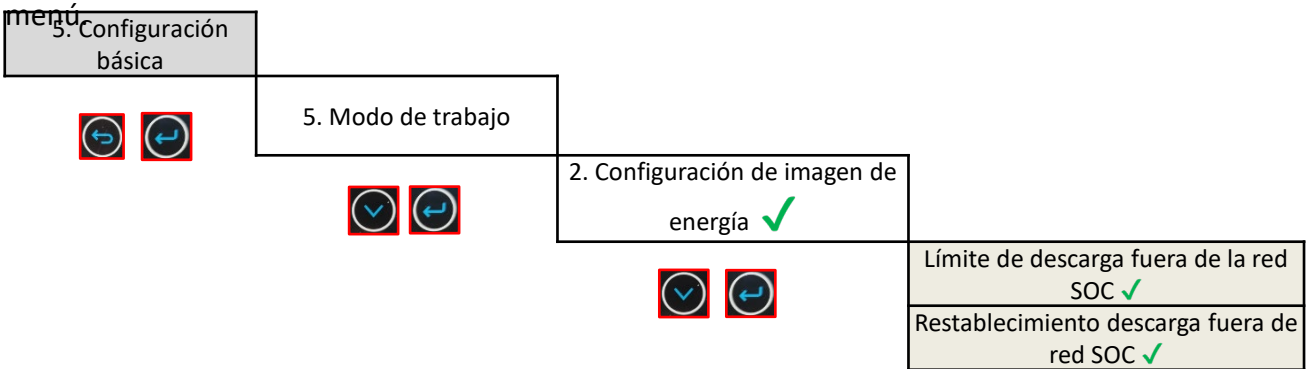 menú.
5. Configuración
básica
5. Modo de trabajo
2. Configuración de imagen de
energía ✓
Límite de descarga fuera de la red
SOC ✓
Restablecimiento descarga fuera de
red SOC ✓